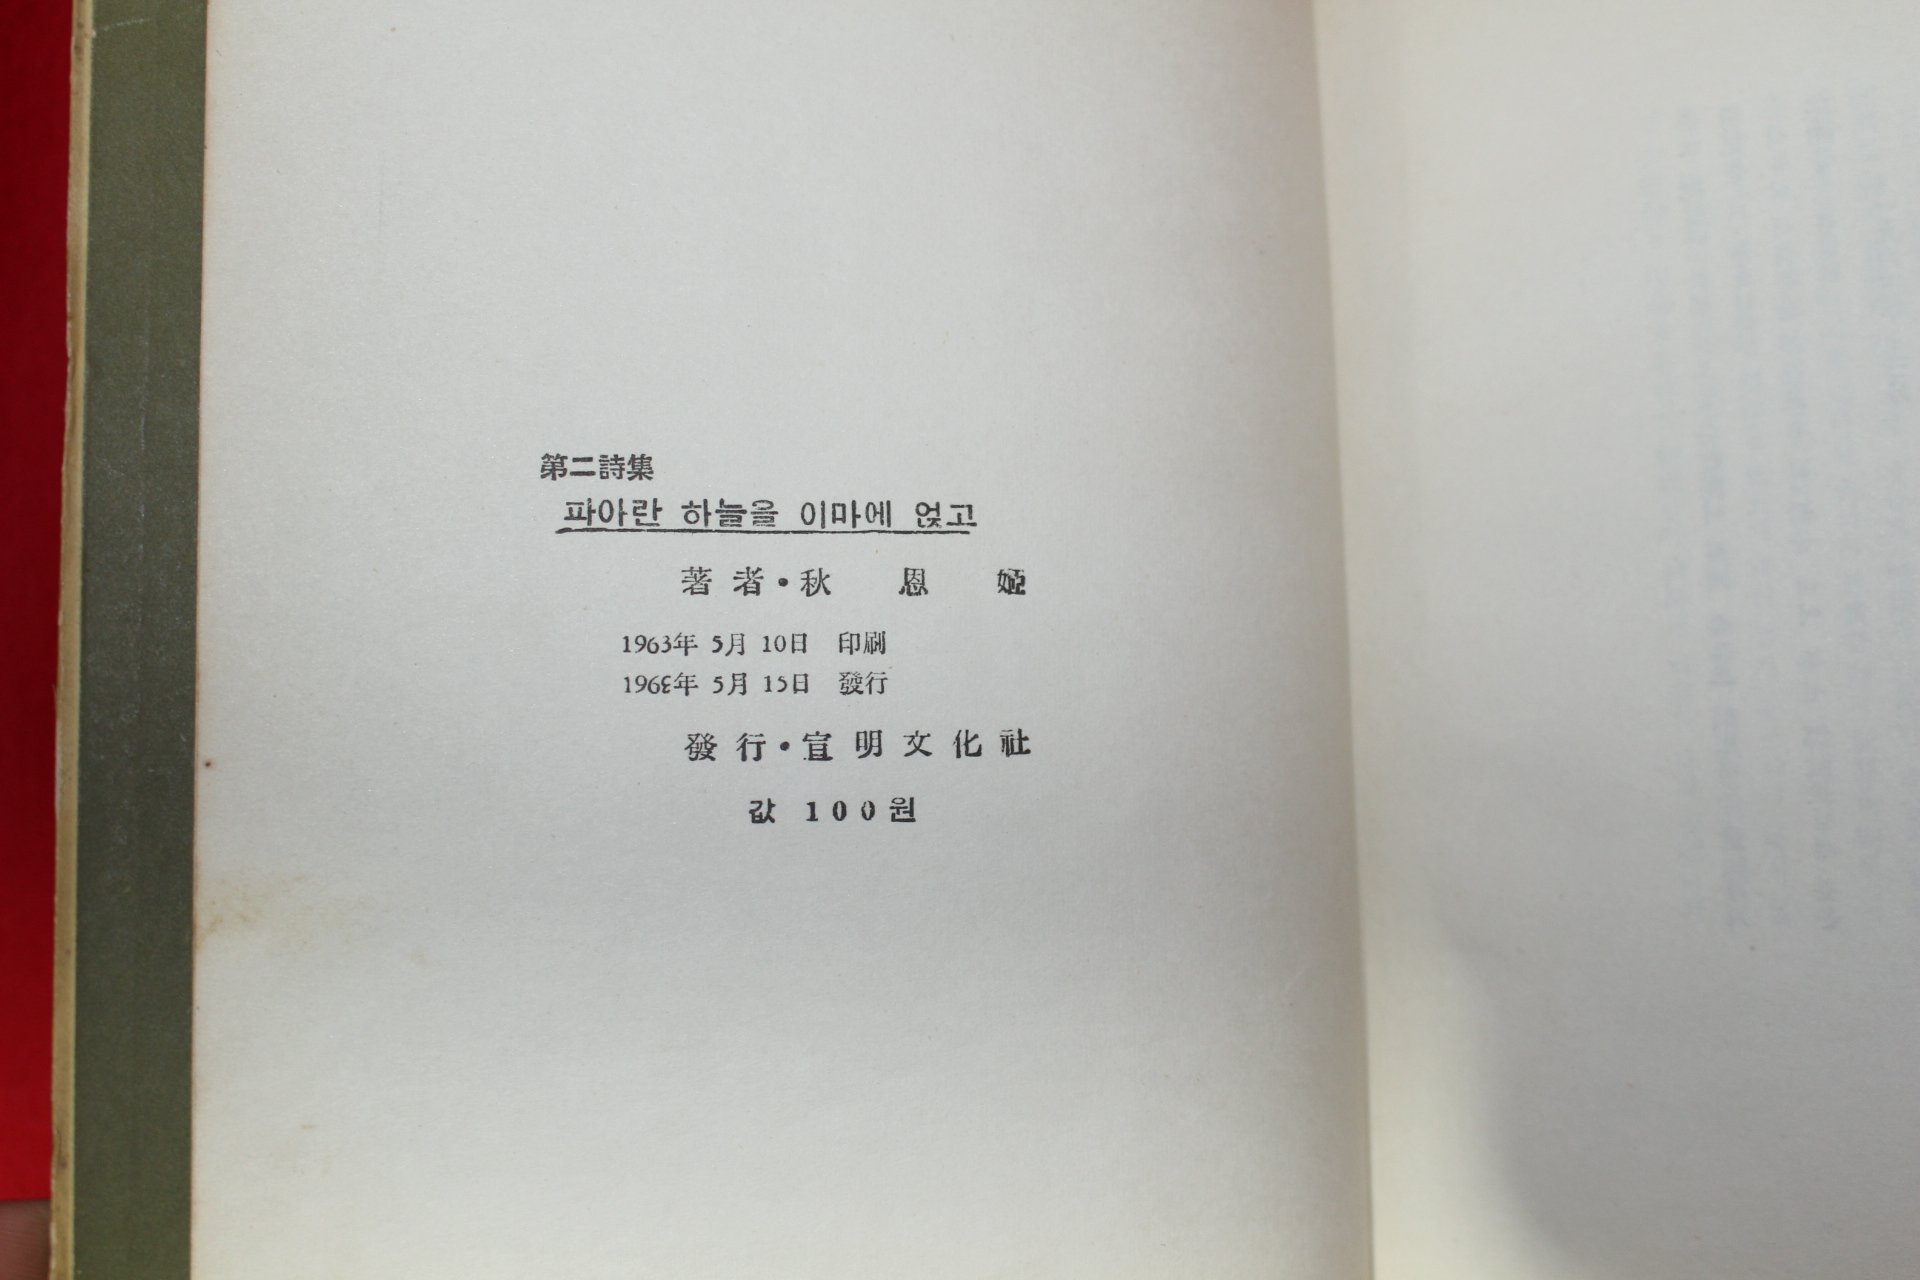 第二詩集
파아란 하늘을 이마에 얹고
著者・秋恩姬
1963年 5月 10日 印刷
1963年 5月 15日 發行
發行・宣明文化社
값 100원